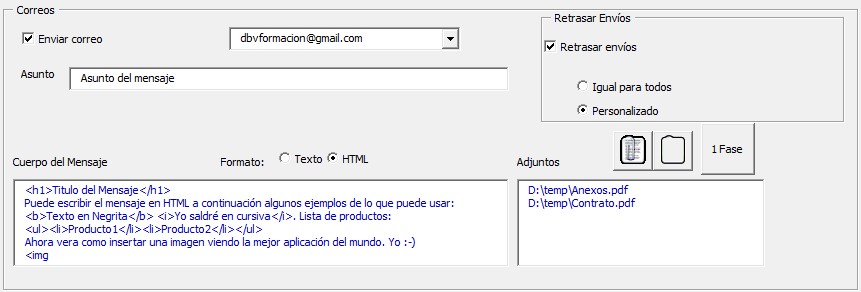 Correos
Enviar correo
dbvformacion@gmail.com
Asunto
Asunto del mensaje
Retrasar Envíos
Retrasar envíos
Igual para todos
Personalizado
1 Fase
Cuerpo del Mensaje
Formato:
Texto
HTML
Adjuntos
<h1>Titulo del Mensaje</h1>
Puede escribir el mensaje en HTML a continuación algunos ejemplos de lo que puede usar:
<b>Texto en Negrita</b> <i>Yo saldré en cursiva</i>. Lista de productos:
<ul><li>Producto1</li><li>Producto2</li></ul>
Ahora vera como insertar una imagen viendo la mejor aplicación del mundo. Yo :-)
<img
D:\temp\Anexos.pdf
D:\temp\Contrato.pdf